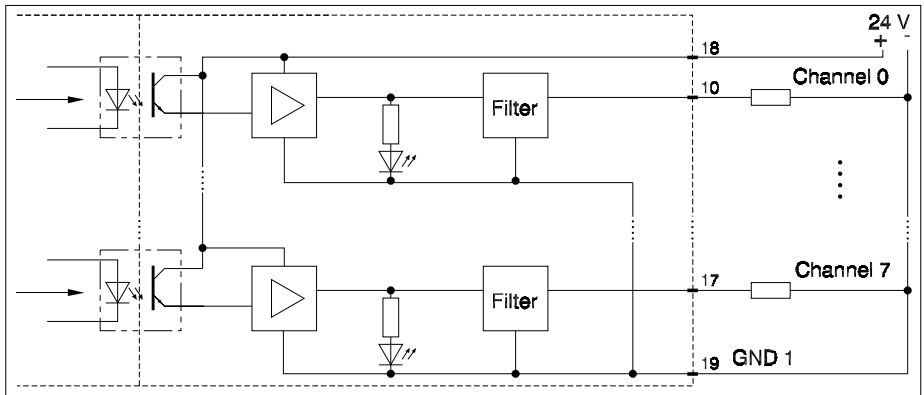 24 V
+ -
18
10
Channel 0
Filter
17
Channel 7
Filter
19 GND 1